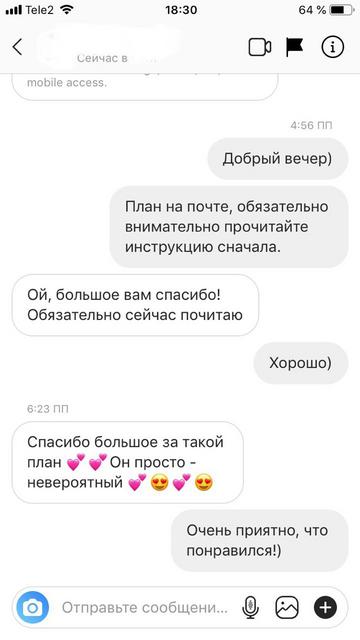 Tele2
18:30
64 %
Сейчас в
mobile access.
4:56 ПП
Добрый вечер)
План на почте, обязательно
внимательно прочитайте
инструкцию сначала.
Ой, большое вам спасибо!
Обязательно сейчас почитаю
Хорошо)
6:23 ПП
Спасибо большое за такой
план 💕💕Он просто -
невероятный 💕😍💕😍
Очень приятно, что
понравился!)
Отправьте сообщени...